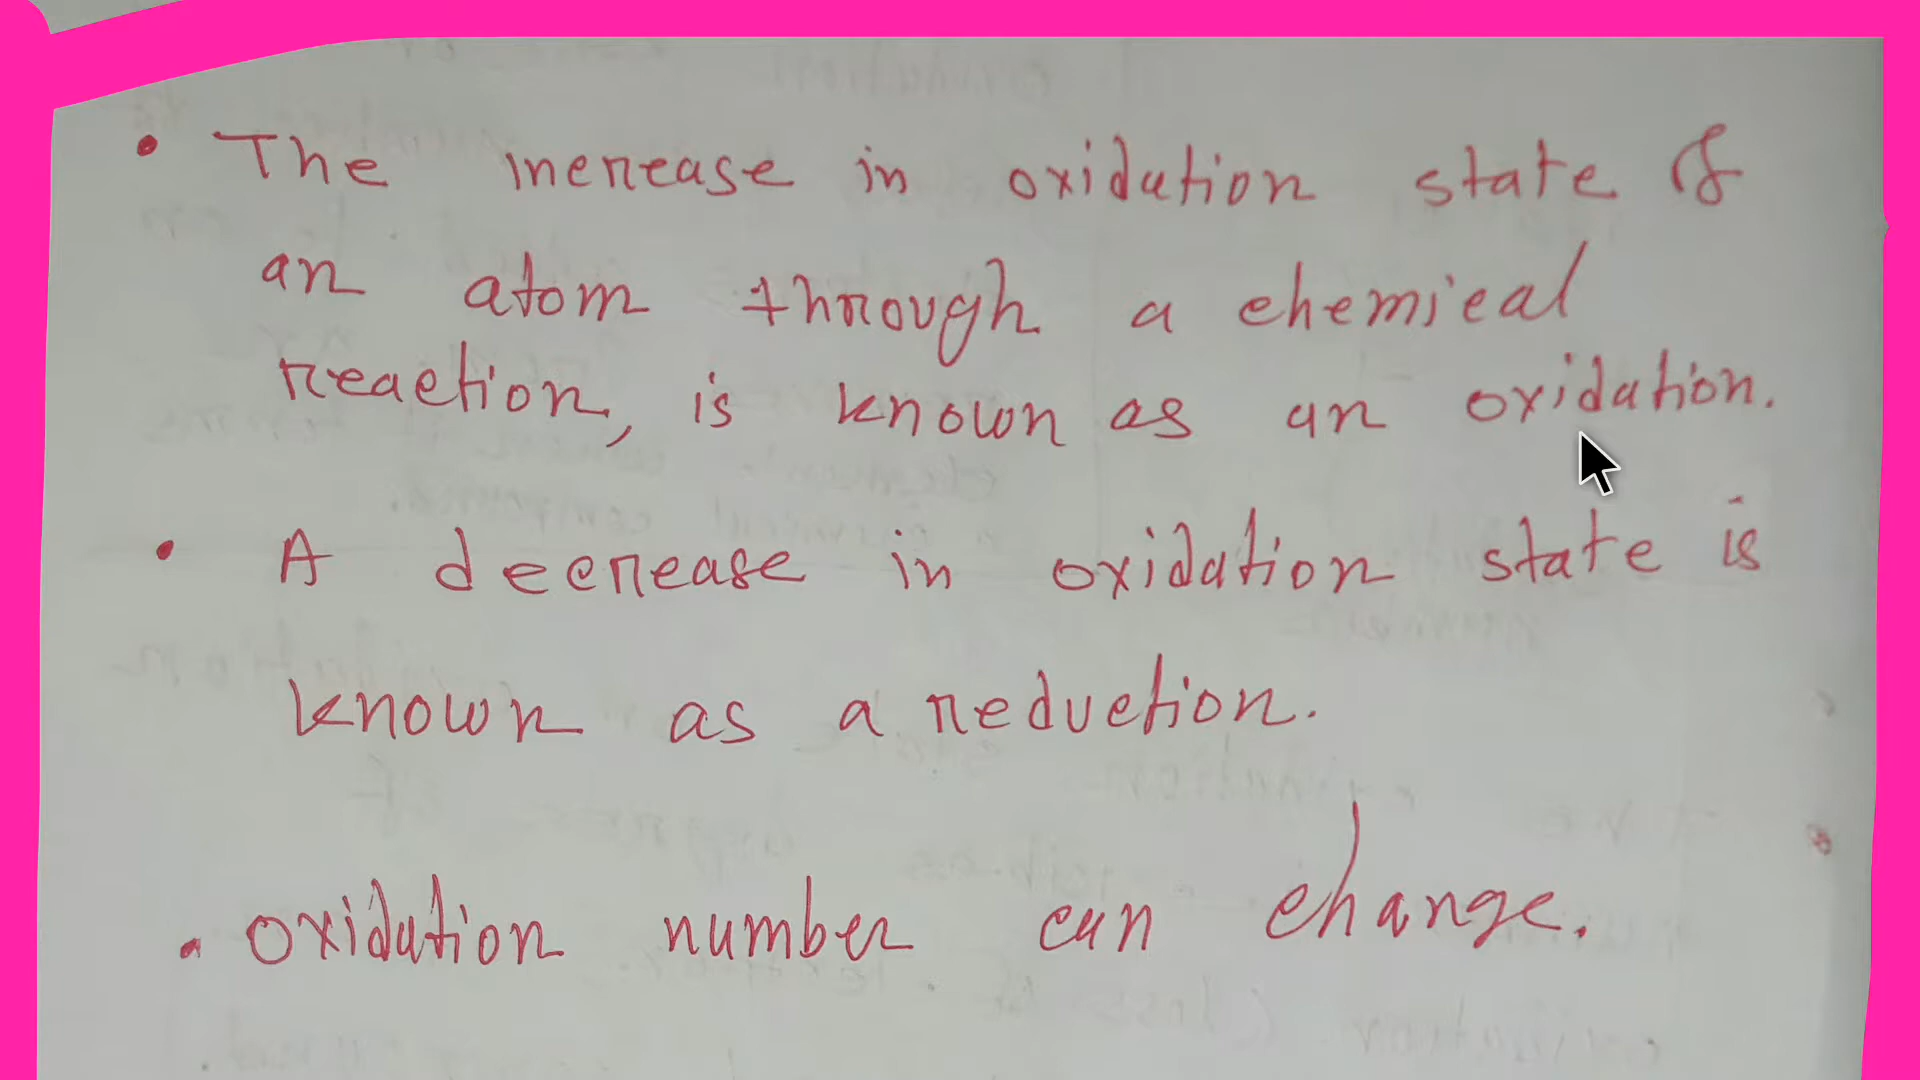 • The increase in oxidation state of
an atom through a chemical
reaction, is known as an oxidation.
• A decrease in oxidation state is
known as a reduction.
• oxidation number can change.